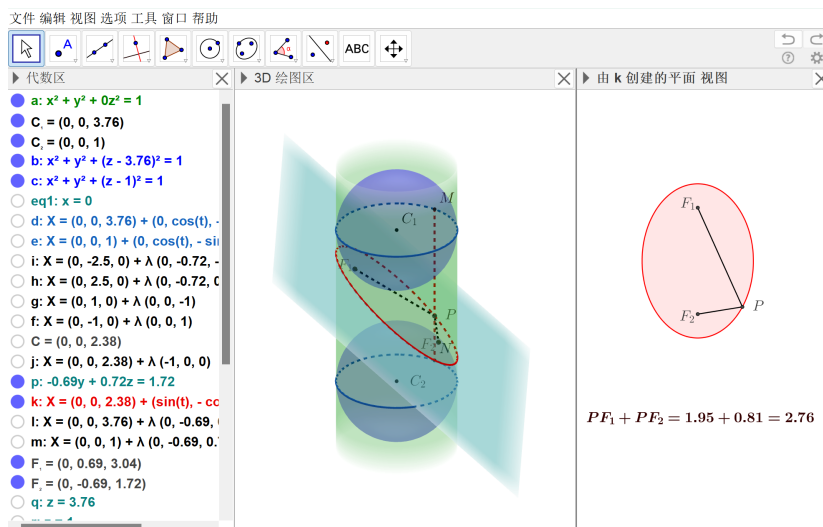 文件 编辑 视图 选项 工具 窗口 帮助
A
ABC
代数区
3D 绘图区
由 k 创建的平面 视图
a: x² + y² + 0z² = 1
C₁ = (0, 0, 3.76)
C₂ = (0, 0, 1)
b: x² + y² + (z - 3.76)² = 1
c: x² + y² + (z - 1)² = 1
eq1: x = 0
d: X = (0, 0, 3.76) + (0, cos(t), -
e: X = (0, 0, 1) + (0, cos(t), - si
i: X = (0, -2.5, 0) + λ (0, -0.72, -
h: X = (0, 2.5, 0) + λ (0, -0.72, 0
g: X = (0, 1, 0) + λ (0, 0, -1)
f: X = (0, -1, 0) + λ (0, 0, 1)
C = (0, 0, 2.38)
j: X = (0, 0, 2.38) + λ (-1, 0, 0)
p: -0.69y + 0.72z = 1.72
k: X = (0, 0, 2.38) + (sin(t), - co
l: X = (0, 0, 3.76) + λ (0, -0.69,
m: X = (0, 0, 1) + λ (0, -0.69, 0.
F₁ = (0, 0.69, 3.04)
F₂ = (0, -0.69, 1.72)
q: z = 3.76
M
C₁
P
N
C₂
F₁
F₂
P
PF₁ + PF₂ = 1.95 + 0.81 = 2.76